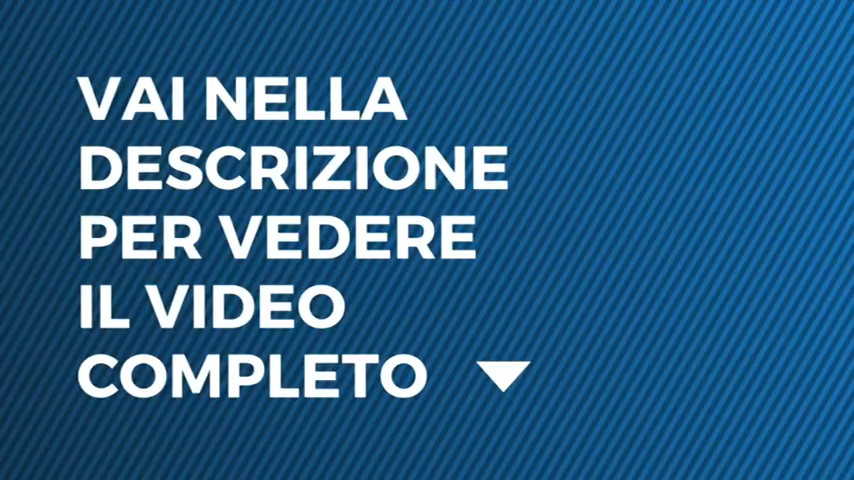 VAI NELLA
DESCRIZIONE
PER VEDERE
IL VIDEO
COMPLETO